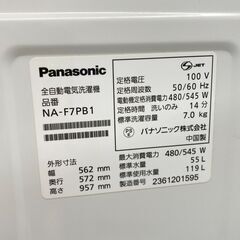 Panasonic
全自動電気洗濯機
品番
NA-F7PB1
外形寸法
幅 562 mm
奥行 572 mm
高さ 957 mm
JET
定格電圧 100 V
定格周波数 50/60 Hz
電動機定格消費電力 480/545 W
定格時間 洗いのみ 14 分
標準 7.0 kg
パナソニック株式会社
中国製
最大消費電力 480/545 W
標準水量 55 L
標準使用水量 119 L
製造番号 2361201595